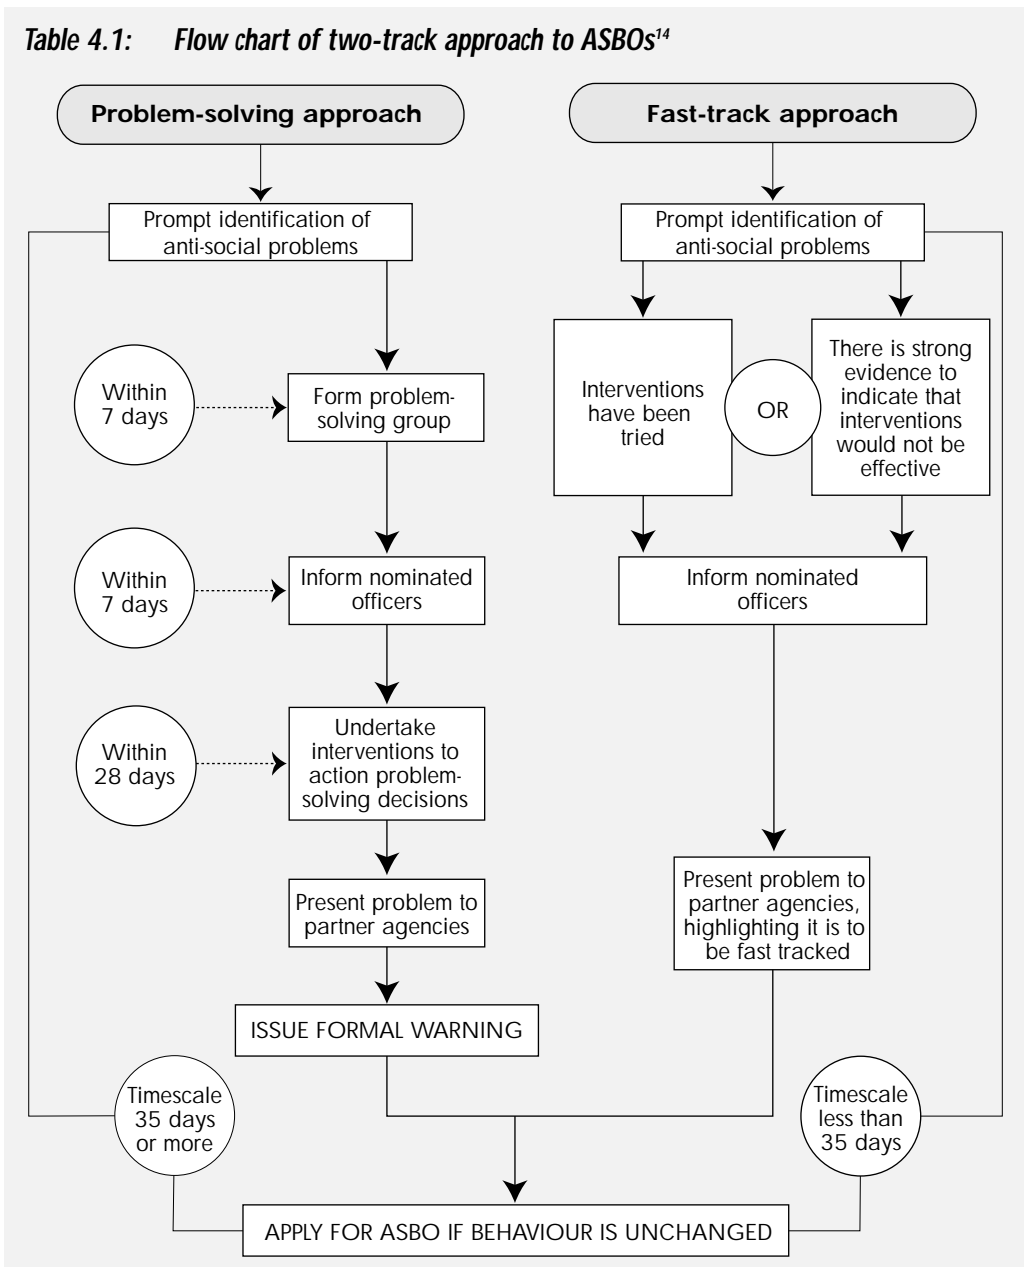 Table 4.1: Flow chart of two-track approach to ASBOs14
Problem-solving approach
Prompt identification of
anti-social problems
Within
7 days
Form problem-
solving group
Within
7 days
Inform nominated
officers
Within
28 days
Undertake
interventions to
action problem-
solving decisions
Present problem to
partner agencies
ISSUE FORMAL WARNING
Timescale
35 days
or more
Fast-track approach
Prompt identification of
anti-social problems
Interventions
have been
tried
OR
There is strong
evidence to
indicate that
interventions
would not be
effective
Inform nominated
officers
Present problem to
partner agencies,
highlighting it is to
be fast tracked
Timescale
less than
35 days
APPLY FOR ASBO IF BEHAVIOUR IS UNCHANGED